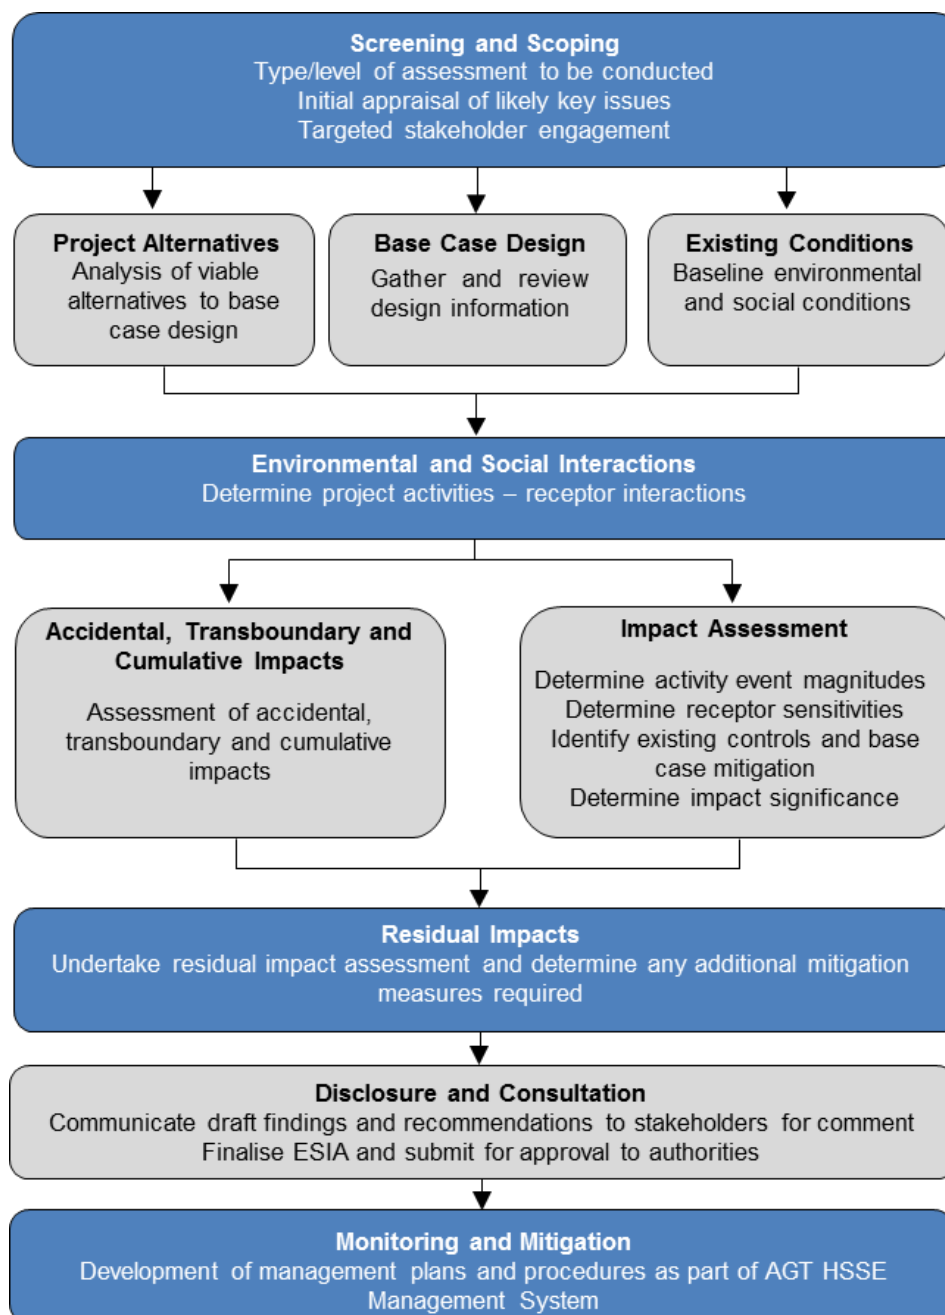 Screening and Scoping
Type/level of assessment to be conducted
Initial appraisal of likely key issues
Targeted stakeholder engagement
Project Alternatives
Analysis of viable
alternatives to base
case design
Base Case Design
Gather and review
design information
Existing Conditions
Baseline environmental
and social conditions
Environmental and Social Interactions
Determine project activities – receptor interactions
Accidental, Transboundary and
Cumulative Impacts
Assessment of accidental,
transboundary and cumulative
impacts
Impact Assessment
Determine activity event magnitudes
Determine receptor sensitivities
Identify existing controls and base
case mitigation
Determine impact significance
Residual Impacts
Undertake residual impact assessment and determine any additional mitigation
measures required
Disclosure and Consultation
Communicate draft findings and recommendations to stakeholders for comment
Finalise ESIA and submit for approval to authorities
Monitoring and Mitigation
Development of management plans and procedures as part of AGT HSSE
Management System